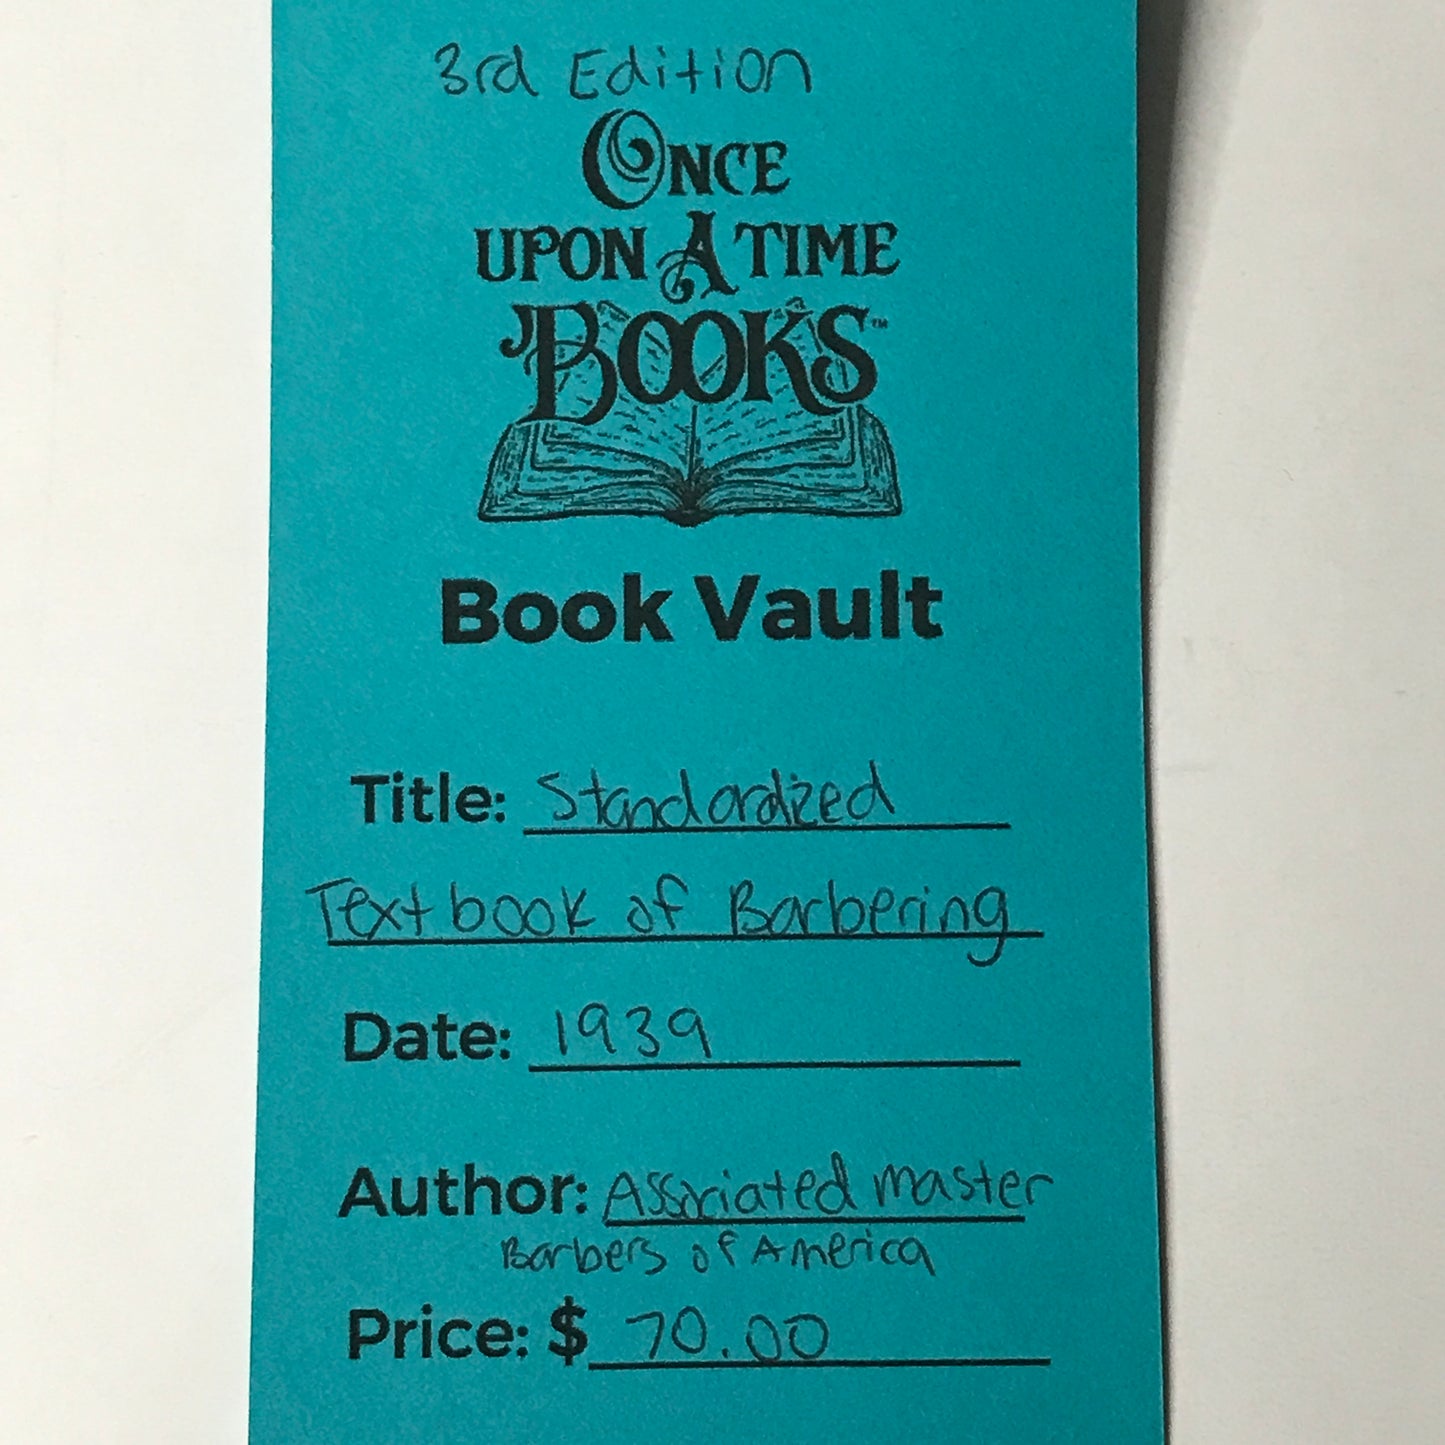 3rd Edition
ONCE
UPON A TIME
BOOKS™
Book Vault
Title: Standardized
Textbook of Barbering
Date: 1939
Author: Associated master
Barbers of America
Price: $ 70.00